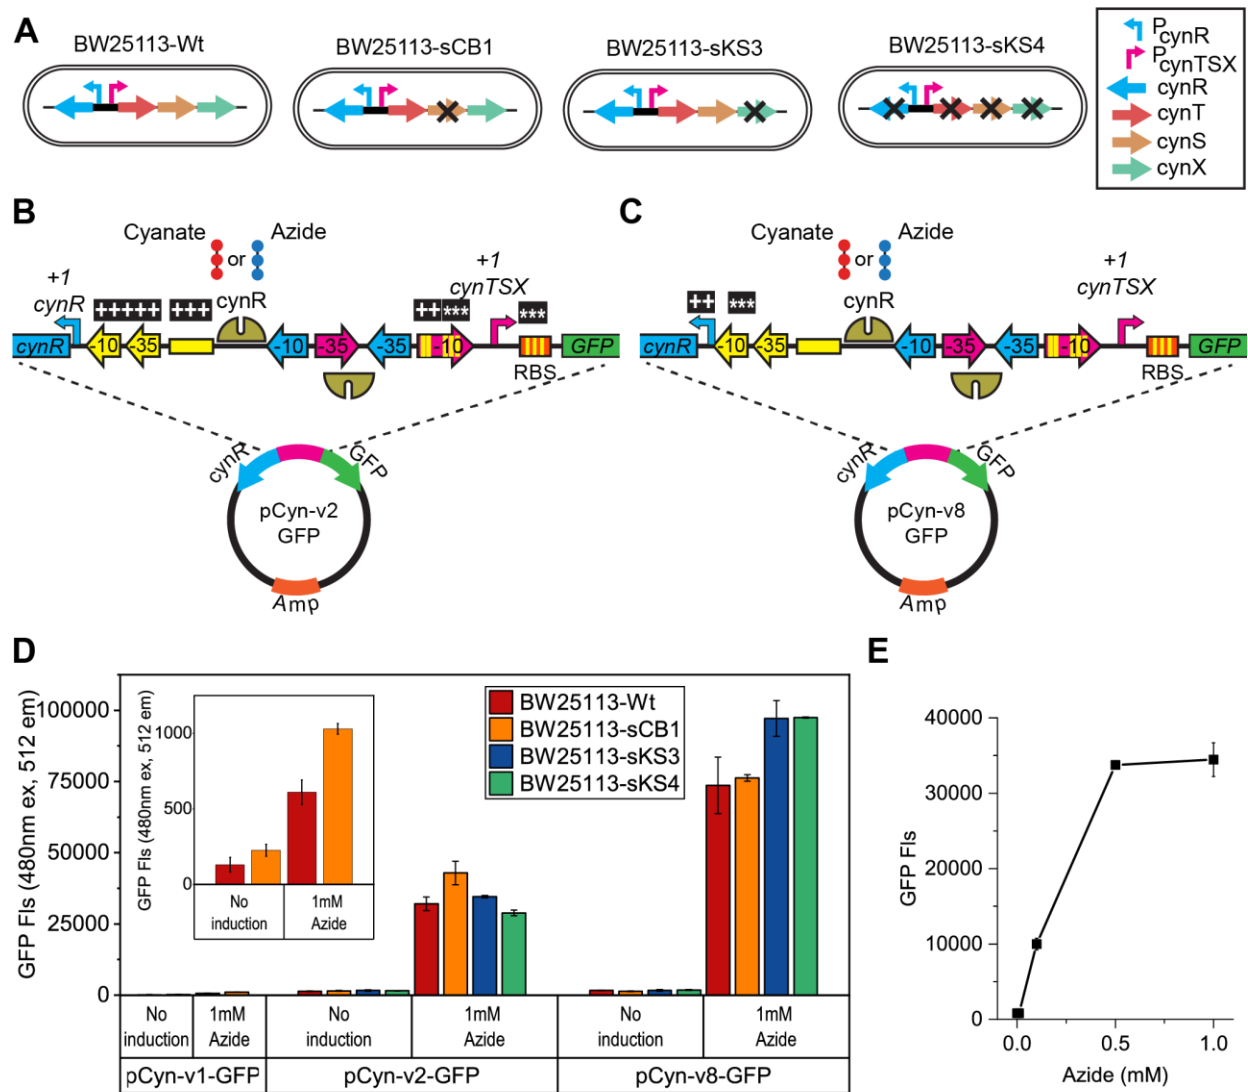 A
BW25113-Wt
BW25113-sCB1
BW25113-sKS3
BW25113-sKS4
PcynR
PcynTSX
cynR
cynT
cynS
cynX
B
Cyanate
or
Azide
+1
cynR
+++++
+++
cynR
++
***
+1
cynTSX
***
cynR
-10
-35
-10
-35
-35
-10
RBS
GFP
cynR
GFP
pCyn-v2
GFP
Amp
C
Cyanate
or
Azide
++
***
cynR
+1
cynTSX
cynR
-10
-35
-10
-35
-35
-10
RBS
GFP
cynR
GFP
pCyn-v8
GFP
Amp
D
GFP FIs (480nm ex, 512 em)
100000
75000
50000
25000
0
GFP FIs (480nm ex, 512 em)
1000
500
0
No
induction
1mM
Azide
BW25113-Wt
BW25113-sCB1
BW25113-sKS3
BW25113-sKS4
No
induction
1mM
Azide
No
induction
1mM
Azide
No
induction
1mM
Azide
pCyn-v1-GFP
pCyn-v2-GFP
pCyn-v8-GFP
E
GFP FIs
40000
30000
20000
10000
0
0.0
0.5
1.0
Azide (mM)